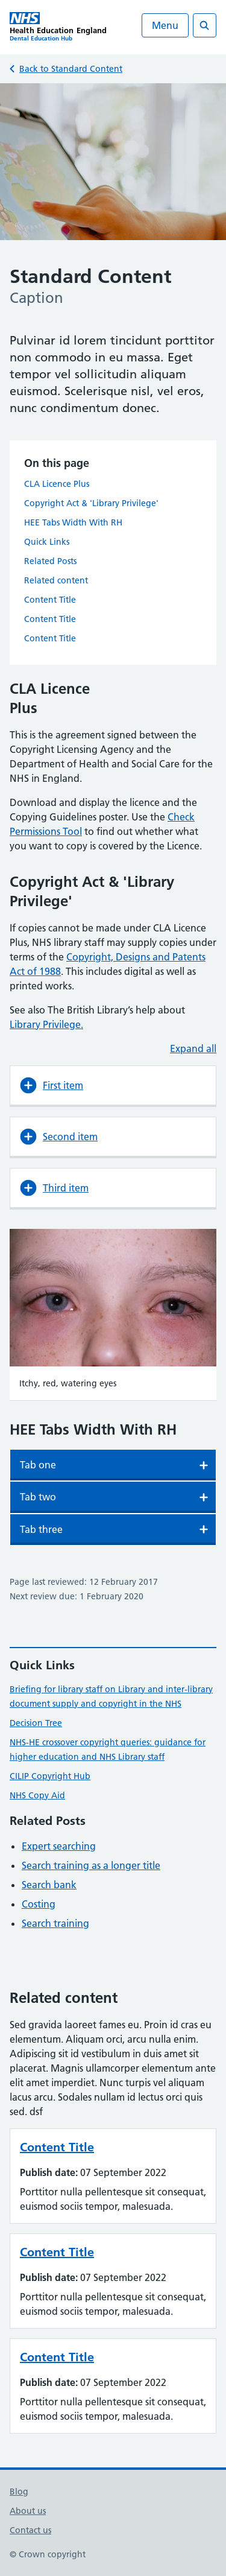 NHS
Health Education England
Dental Education Hub
Menu
Back to Standard Content
Standard Content
Caption
Pulvinar id lorem tincidunt porttitor
non commodo in eu massa. Eget
tempor vel sollicitudin aliquam
euismod. Scelerisque nisl, vel eros,
nunc condimentum donec.
On this page
CLA Licence Plus
Copyright Act & 'Library Privilege'
HEE Tabs Width With RH
Quick Links
Related Posts
Related content
Content Title
Content Title
Content Title
CLA Licence
Plus
This is the agreement signed between the
Copyright Licensing Agency and the
Department of Health and Social Care for the
NHS in England.
Download and display the licence and the
Copying Guidelines poster. Use the Check
Permissions Tool to find out whether what
you want to copy is covered by the Licence.
Copyright Act & 'Library
Privilege'
If copies cannot be made under CLA Licence
Plus, NHS library staff may supply copies under
terms of the Copyright, Designs and Patents
Act of 1988. This includes digital as well as
printed works.
See also The British Library's help about
Library Privilege.
Expand all
First item
Second item
Third item
Itchy, red, watering eyes
HEE Tabs Width With RH
Tab one
Tab two
Tab three
Page last reviewed: 12 February 2017
Next review due: 1 February 2020
Quick Links
Briefing for library staff on Library and inter-library
document supply and copyright in the NHS
Decision Tree
NHS-HE crossover copyright queries: guidance for
higher education and NHS Library staff
CILIP Copyright Hub
NHS Copy Aid
Related Posts
Expert searching
Search training as a longer title
Search bank
Costing
Search training
Related content
Sed gravida laoreet fames eu. Proin id cras eu
elementum. Aliquam orci, arcu nulla enim.
Adipiscing sit id vestibulum in duis amet sit
placerat. Magnis ullamcorper elementum ante
elit amet imperdiet. Nunc turpis vel aliquam
lacus arcu. Sodales nullam id lectus orci quis
sed. dsf
Content Title
Publish date: 07 September 2022
Porttitor nulla pellentesque sit consequat,
euismod sociis tempor, malesuada.
Content Title
Publish date: 07 September 2022
Porttitor nulla pellentesque sit consequat,
euismod sociis tempor, malesuada.
Content Title
Publish date: 07 September 2022
Porttitor nulla pellentesque sit consequat,
euismod sociis tempor, malesuada.
Blog
About us
Contact us
© Crown copyright